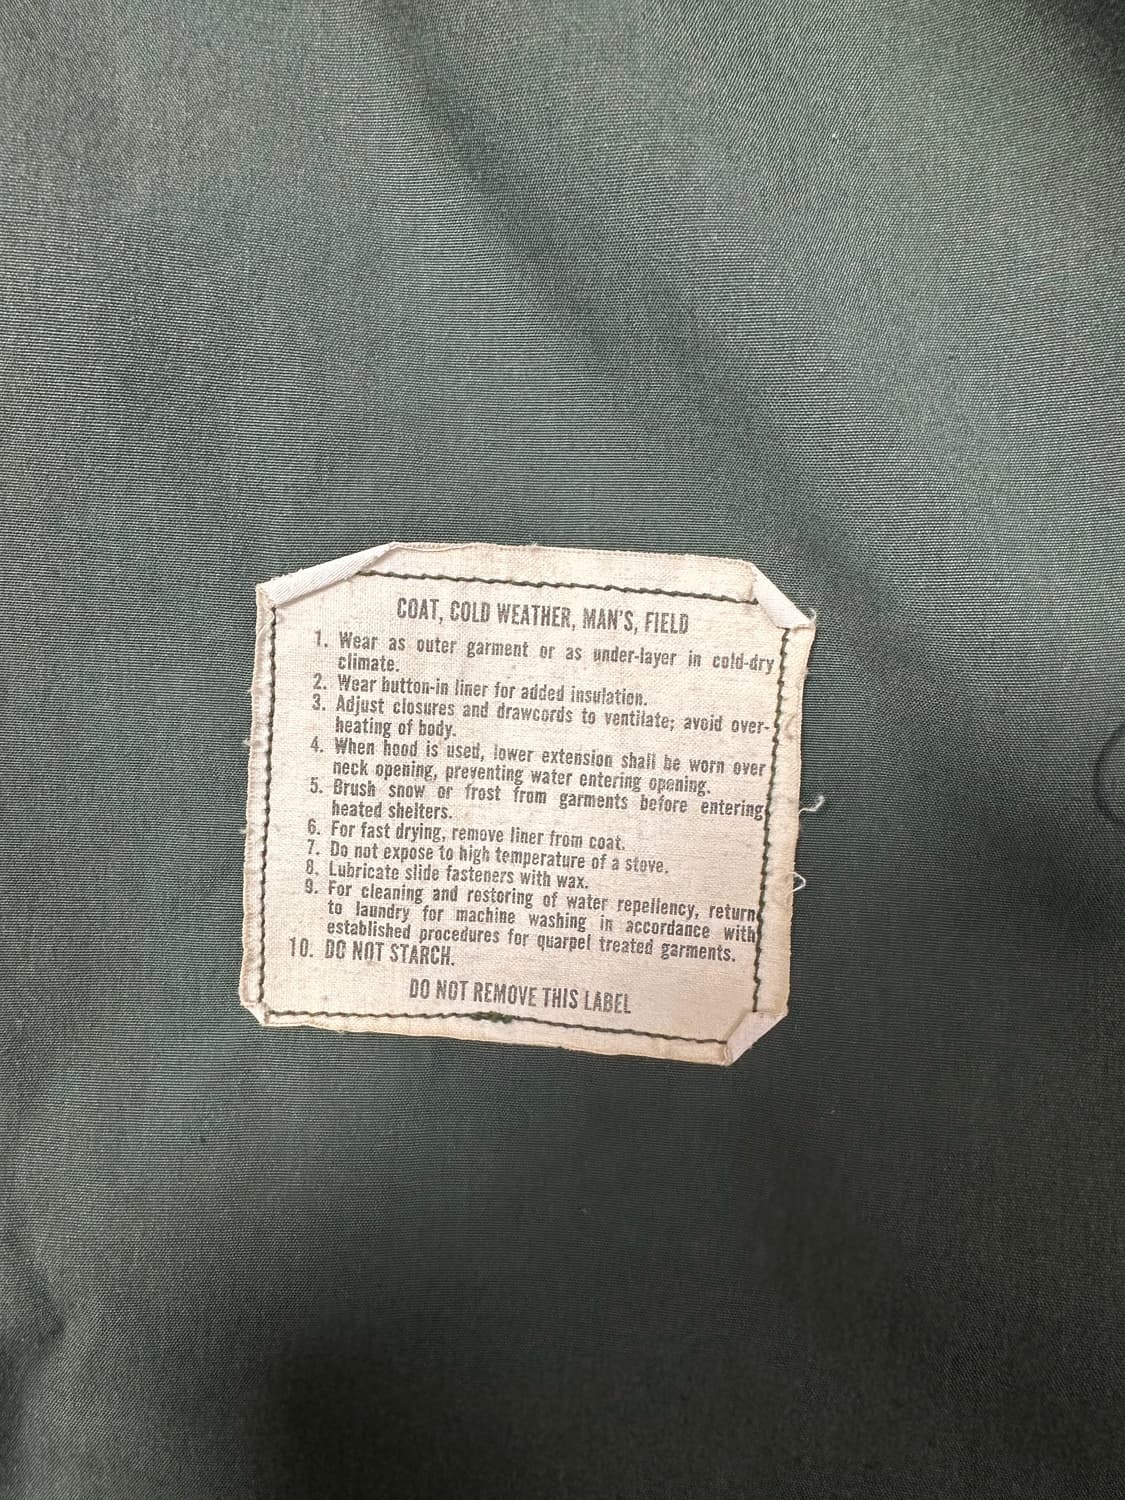 COAT, COLD WEATHER, MAN'S, FIELD
1. Wear as outer garment or as under-layer in cold-dry
climate.
2. Wear button-in liner for added insulation.
3. Adjust closures and drawcords to ventilate; avoid over-
heating of body.
4. When hood is used, lower extension shall be worn over
neck opening, preventing water entering opening.
5. Brush snow or frost from garments before entering
heated shelters.
6. For fast drying, remove liner from coat.
7. Do not expose to high temperature of a stove.
8. Lubricate slide fasteners with wax.
9. For cleaning and restoring of water repellency, return
to laundry for machine washing in accordance with
established procedures for quarpel treated garments.
10. DO NOT STARCH.
DO NOT REMOVE THIS LABEL